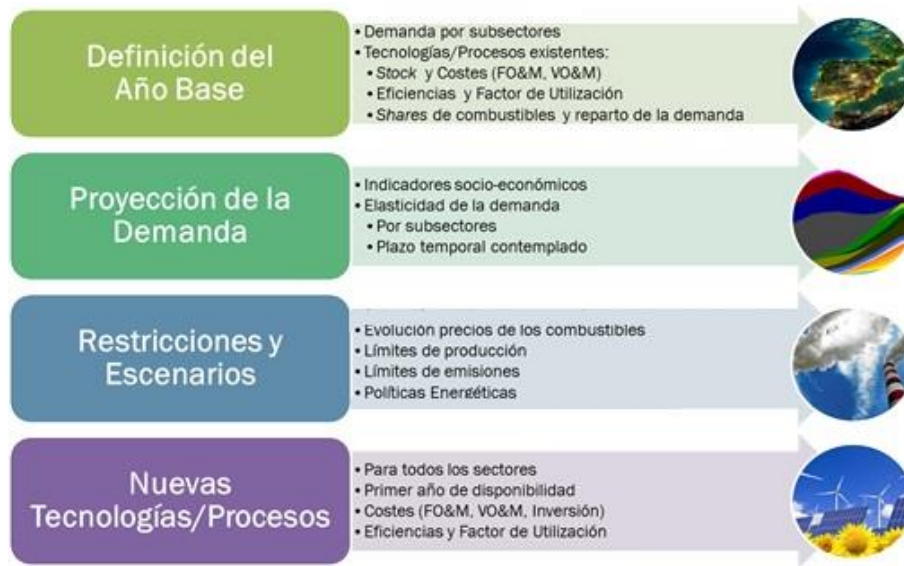 Definición del
Año Base
• Demanda por subsectores
• Tecnologías/Procesos existentes:
• Stock y Costes (FO&M, VO&M)
• Eficiencias y Factor de Utilización
• Shares de combustibles y reparto de la demanda
Proyección de la
Demanda
• Indicadores socio-económicos
• Elasticidad de la demanda
• Por subsectores
• Plazo temporal contemplado
Restricciones y
Escenarios
• Evolución precios de los combustibles
• Límites de producción
• Límites de emisiones
• Políticas Energéticas
Nuevas
Tecnologías/Procesos
• Para todos los sectores
• Primer año de disponibilidad
• Costes (FO&M, VO&M, Inversión)
• Eficiencias y Factor de Utilización